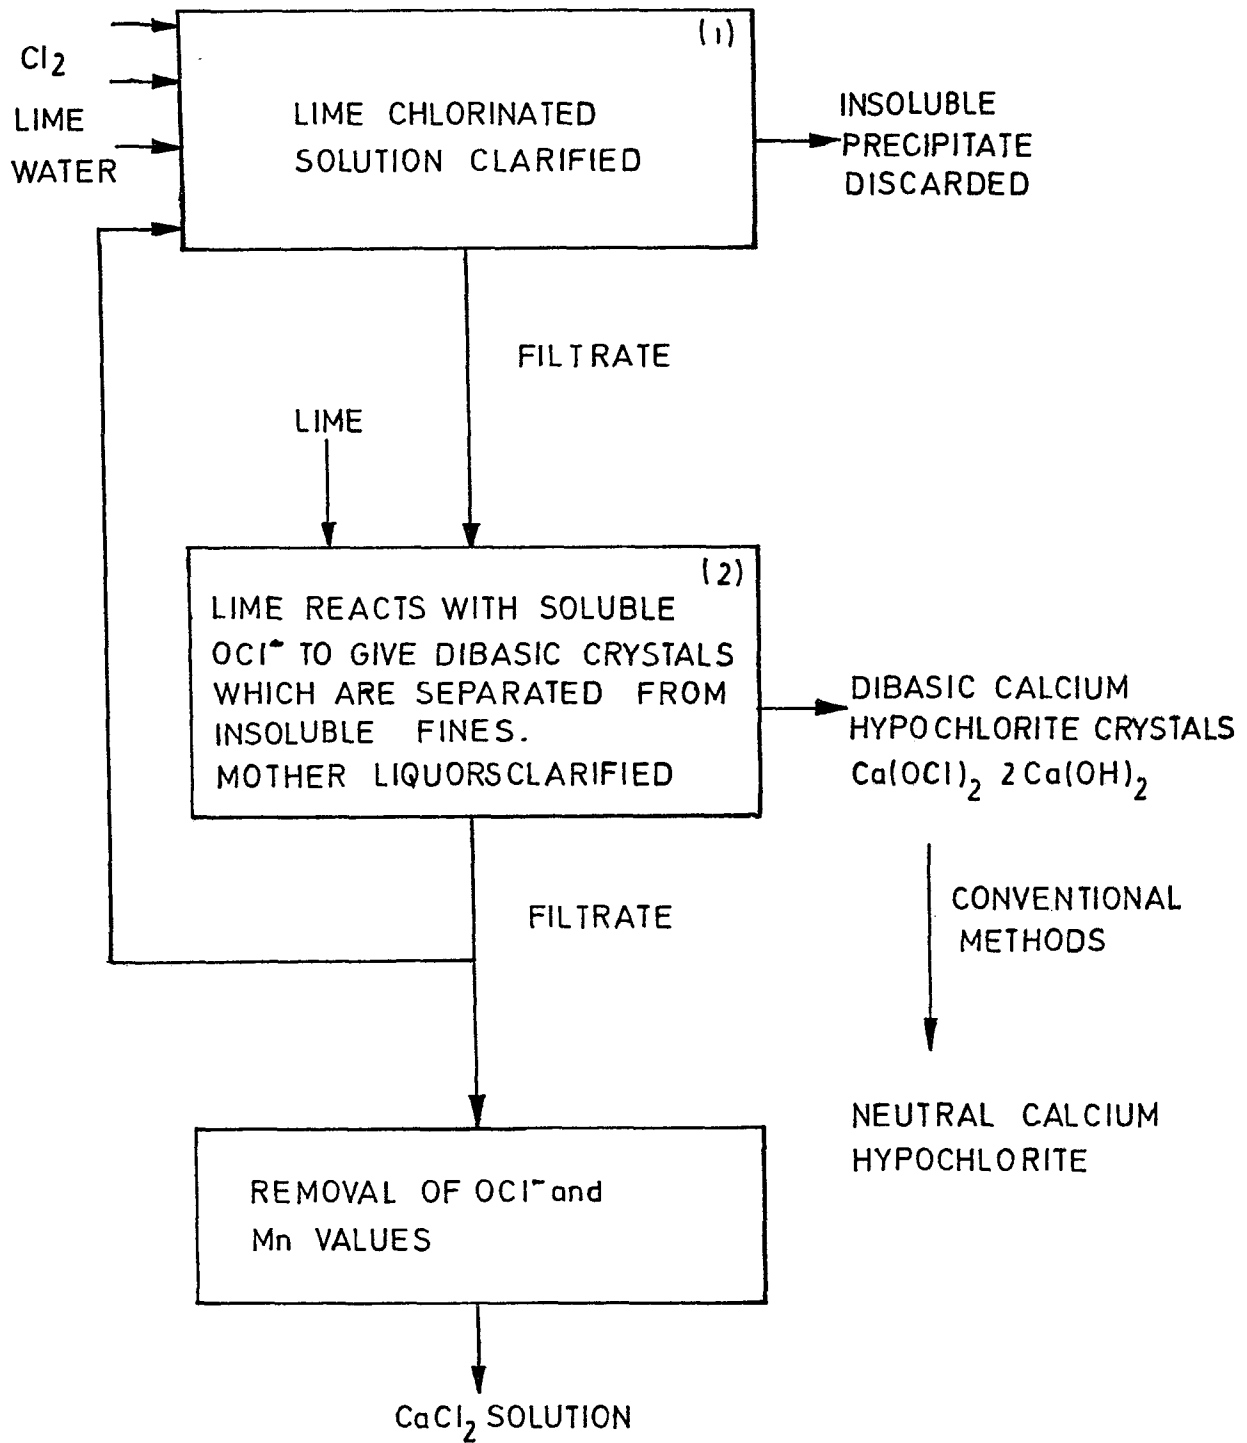 Cl2
LIME
WATER
(1)
LIME CHLORINATED
SOLUTION CLARIFIED
INSOLUBLE
PRECIPITATE
DISCARDED
FILTRATE
LIME
(2)
LIME REACTS WITH SOLUBLE
OCl⁻ TO GIVE DIBASIC CRYSTALS
WHICH ARE SEPARATED FROM
INSOLUBLE FINES.
MOTHER LIQUORSCLARIFIED
DIBASIC CALCIUM
HYPOCHLORITE CRYSTALS
Ca(OCl)2 2Ca(OH)2
FILTRATE
CONVENTIONAL
METHODS
NEUTRAL CALCIUM
HYPOCHLORITE
REMOVAL OF OCl⁻ and
Mn VALUES
CaCl2 SOLUTION